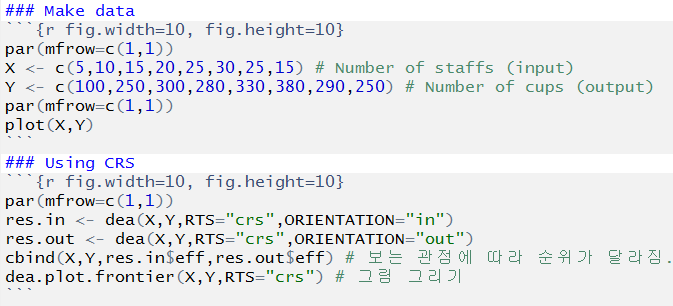 ### Make data
```{r fig.width=10, fig.height=10}
par(mfrow=c(1,1))
X <- c(5,10,15,20,25,30,25,15) # Number of staffs (input)
Y <- c(100,250,300,280,330,380,290,250) # Number of cups (output)
par(mfrow=c(1,1))
plot(X,Y)
```
### Using CRS
```{r fig.width=10, fig.height=10}
par(mfrow=c(1,1))
res.in <- dea(X,Y,RTS="crs",ORIENTATION="in")
res.out <- dea(X,Y,RTS="crs",ORIENTATION="out")
cbind(X,Y,res.in$eff,res.out$eff) # 보는 관점에 따라 순위가 달라짐.
dea.plot.frontier(X,Y,RTS="crs") # 그림 그리기
```